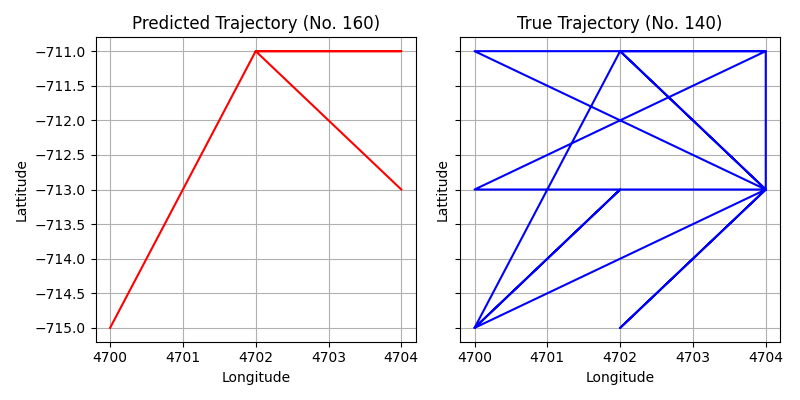 Predicted Trajectory (No. 160)
True Trajectory (No. 140)
−711.0
−711.5
−712.0
−712.5
−713.0
−713.5
−714.0
−714.5
−715.0
Lattitude
Lattitude
4700 4701 4702 4703 4704
4700 4701 4702 4703 4704
Longitude
Longitude